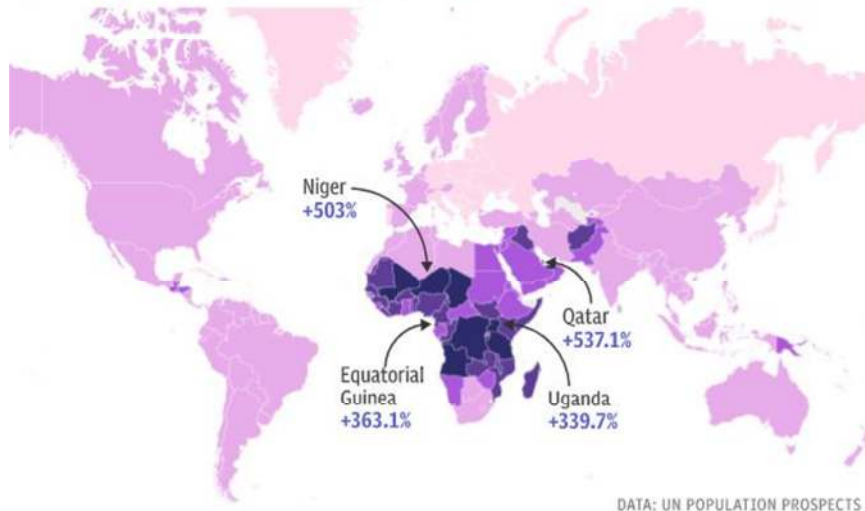 Niger
+503%
Qatar
+537.1%
Equatorial
Guinea
+363.1%
Uganda
+339.7%
DATA: UN POPULATION PROSPECTS